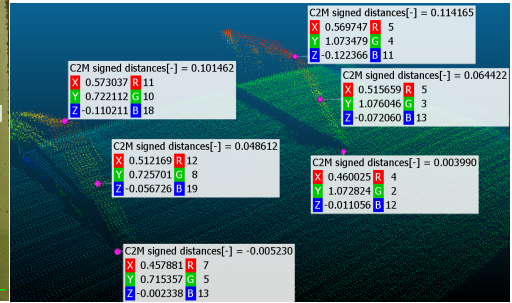 C2M signed distances[-] = 0.114165
X 0.569747 R 5
Y 1.073479 G 4
Z -0.122366 B 11
C2M signed distances[-] = 0.101462
X 0.573037 R 11
Y 0.722112 G 10
Z -0.110211 B 18
C2M signed distances[-] = 0.064422
X 0.515659 R 5
Y 1.076046 G 3
Z -0.072060 B 13
C2M signed distances[-] = 0.048612
X 0.512169 R 12
Y 0.725701 G 8
Z -0.056726 B 19
C2M signed distances[-] = 0.003990
X 0.460025 R 4
Y 1.072824 G 2
Z -0.011056 B 12
C2M signed distances[-] = -0.005230
X 0.457881 R 7
Y 0.715357 G 5
Z -0.002338 B 13